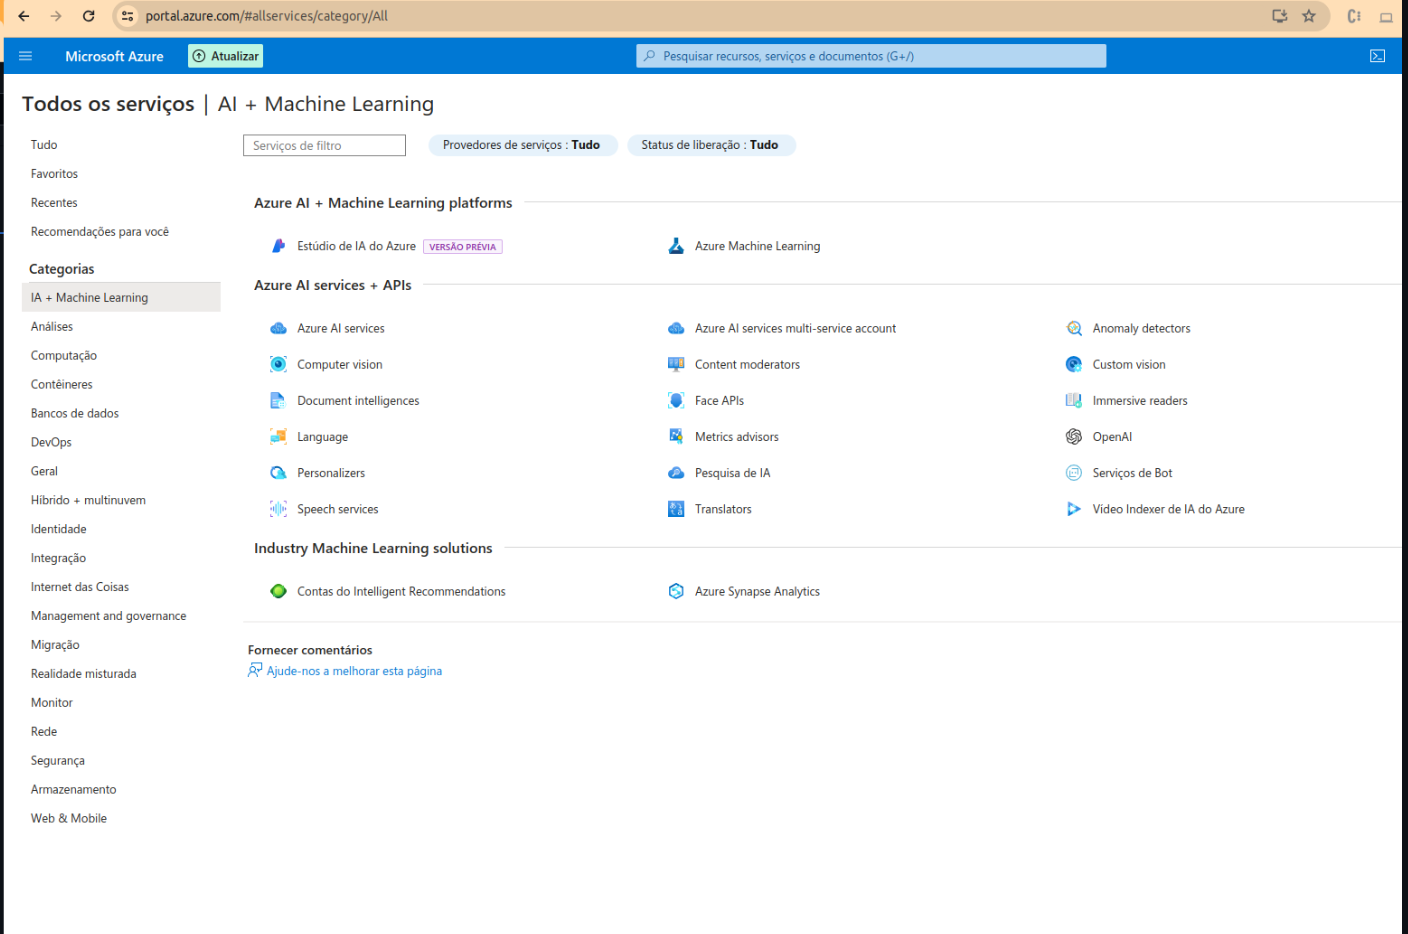 portal.azure.com/#allservices/category/All
Microsoft Azure
Atualizar
Pesquisar recursos, serviços e documentos (G+/)
Todos os serviços | AI + Machine Learning
Tudo
Favoritos
Recentes
Recomendações para você
Categorias
IA + Machine Learning
Análises
Computação
Contêineres
Bancos de dados
DevOps
Geral
Híbrido + multinuvem
Identidade
Integração
Internet das Coisas
Management and governance
Migração
Realidade misturada
Monitor
Rede
Segurança
Armazenamento
Web & Mobile
Serviços de filtro
Provedores de serviços : Tudo
Status de liberação : Tudo
Azure AI + Machine Learning platforms
Estúdio de IA do Azure VERSÃO PRÉVIA
Azure Machine Learning
Azure AI services + APIs
Azure AI services
Azure AI services multi-service account
Anomaly detectors
Computer vision
Content moderators
Custom vision
Document intelligences
Face APIs
Immersive readers
Language
Metrics advisors
OpenAI
Personalizers
Pesquisa de IA
Serviços de Bot
Speech services
Translators
Vídeo Indexer de IA do Azure
Industry Machine Learning solutions
Contas do Intelligent Recommendations
Azure Synapse Analytics
Fornecer comentários
Ajude-nos a melhorar esta página